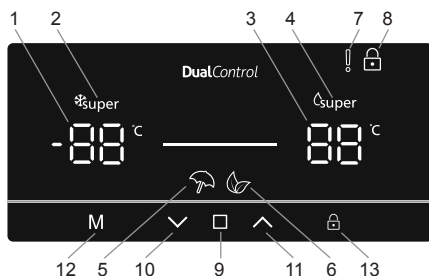 1 2 3 4 7 8
DualControl
super super
-88 °C 88 °C
M
12 5 10 9 11 6 13